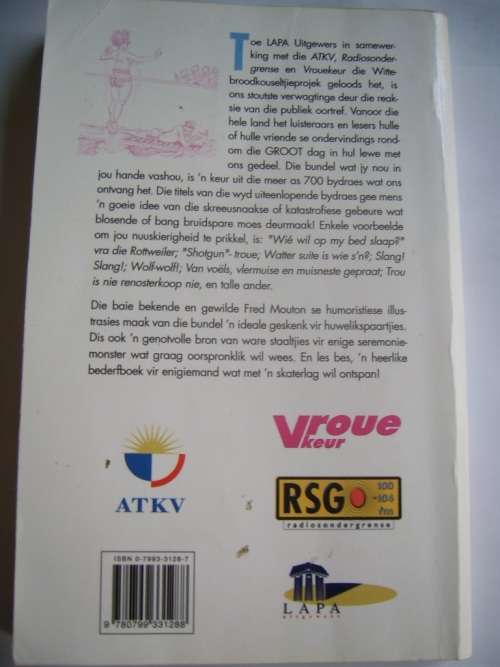 Toe LAPA Uitgewers in samewer-
king met die ATKV, Radiosonder-
grense en Vrouekeur die Witte-
broodkouseltjieprojek geloods het, is
ons stoutste verwagtinge deur die reak-
sie van die publiek oortref. Vanoor die
hele land het luisteraars en lesers hulle
of hulle vriende se ondervindings rond-
om die GROOT dag in hul lewe met
ons gedeel. Die bundel wat jy nou in
jou hande vashou, is 'n keur uit die meer as 700 bydraes wat ons
ontvang het. Die titels van die wyd uiteenlopende bydraes gee mens
'n goeie idee van die skreeusnaakse of katastrofiese gebeure wat
blosende of bang bruidspare moes deurmaak! Enkele voorbeelde
om jou nuuskierigheid te prikkel, is: "Wié wil op my bed slaap?"
vra die Rottweiler; "Shotgun"- troue; Watter suite is wie s'n?; Slang!
Slang!; Wolf-wolf!; Van voëls, vlermuise en muisneste gepraat; Trou
is nie renosterkoop nie, en talle ander.
Die baie bekende en gewilde Fred Mouton se humoristiese illus-
trasies maak van die bundel 'n ideale geskenk vir huwelikspaartjies.
Dis ook 'n genotvolle bron van ware staaltjies vir enige seremonie-
monster wat graag oorspronklik wil wees. En les bes, 'n heerlike
bederfboek vir enigiemand wat met 'n skaterlag wil ontspan!
Vroue
keur
ATKV
RSG 100
-104
fm
radiosondergrense
ISBN 0-7993-3128-7
9 780799 331288
LAPA
uitgewers